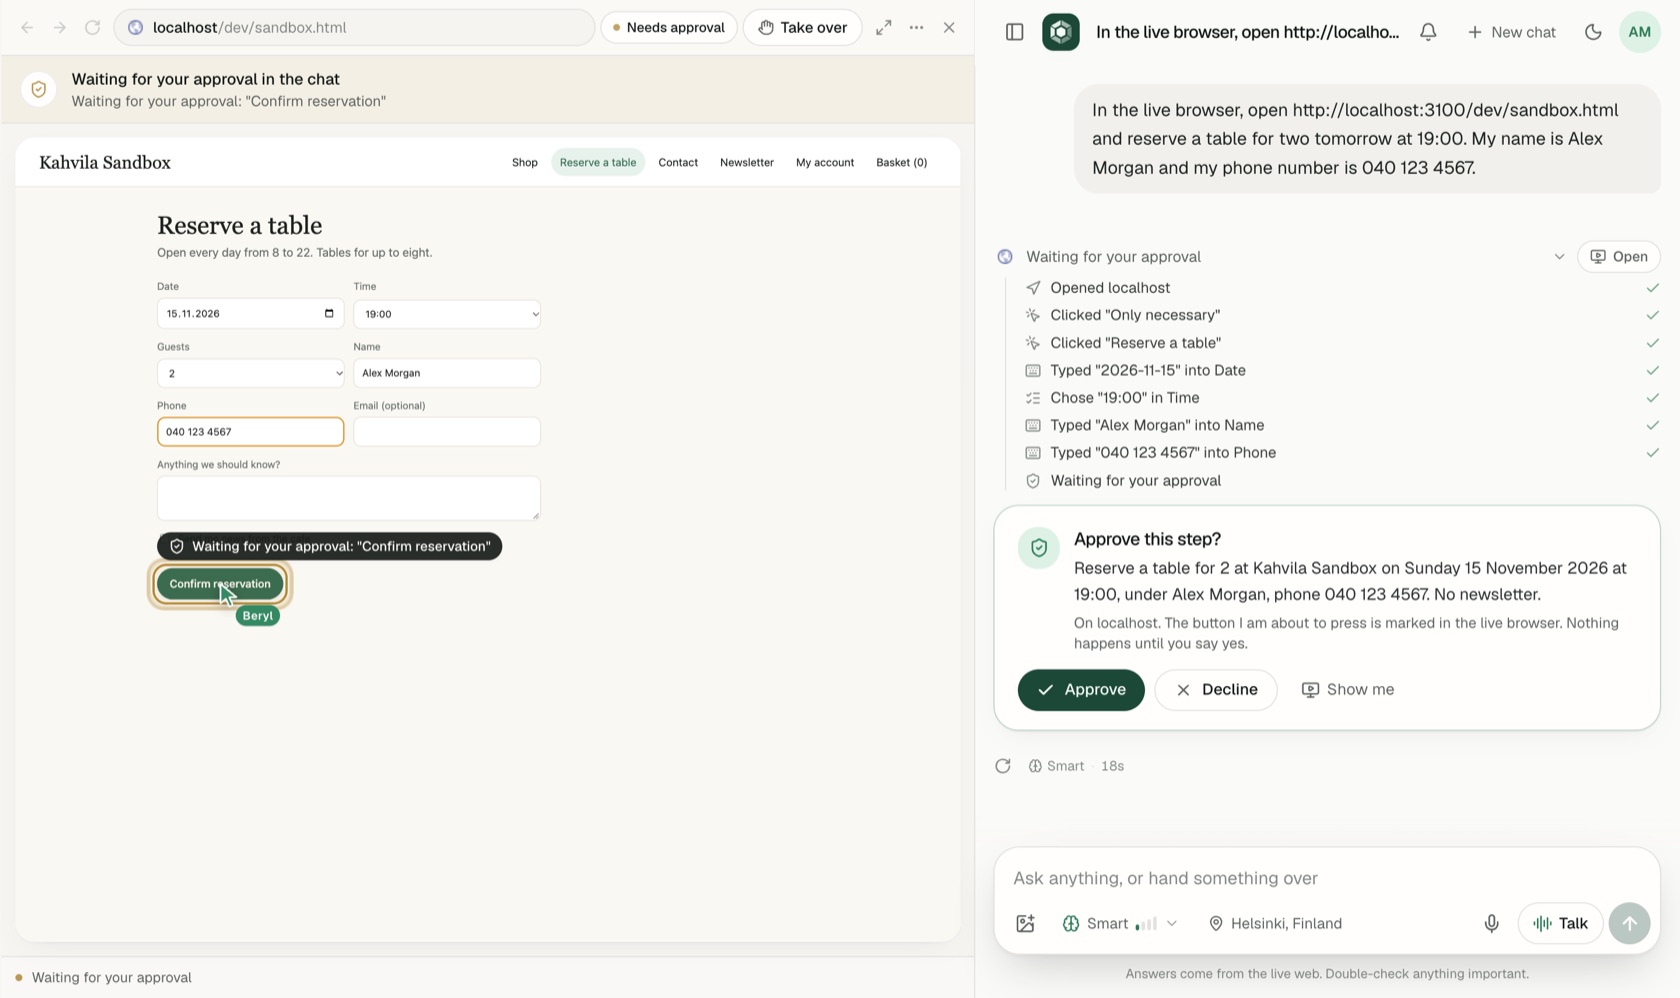 localhost/dev/sandbox.html
Needs approval
Take over
Waiting for your approval in the chat
Waiting for your approval: "Confirm reservation"
Kahvila Sandbox
Shop
Reserve a table
Contact
Newsletter
My account
Basket (0)
Reserve a table
Open every day from 8 to 22. Tables for up to eight.
Date
Time
15.11.2026
19:00
Guests
Name
2
Alex Morgan
Phone
Email (optional)
040 123 4567
Anything we should know?
Waiting for your approval: "Confirm reservation"
Confirm reservation
Beryl
Waiting for your approval
In the live browser, open http://localho...
New chat
AM
In the live browser, open http://localhost:3100/dev/sandbox.html
and reserve a table for two tomorrow at 19:00. My name is Alex
Morgan and my phone number is 040 123 4567.
Waiting for your approval
Open
Opened localhost
Clicked "Only necessary"
Clicked "Reserve a table"
Typed "2026-11-15" into Date
Chose "19:00" in Time
Typed "Alex Morgan" into Name
Typed "040 123 4567" into Phone
Waiting for your approval
Approve this step?
Reserve a table for 2 at Kahvila Sandbox on Sunday 15 November 2026 at
19:00, under Alex Morgan, phone 040 123 4567. No newsletter.
On localhost. The button I am about to press is marked in the live browser. Nothing
happens until you say yes.
Approve
Decline
Show me
Smart · 18s
Ask anything, or hand something over
Smart
Helsinki, Finland
Talk
Answers come from the live web. Double-check anything important.